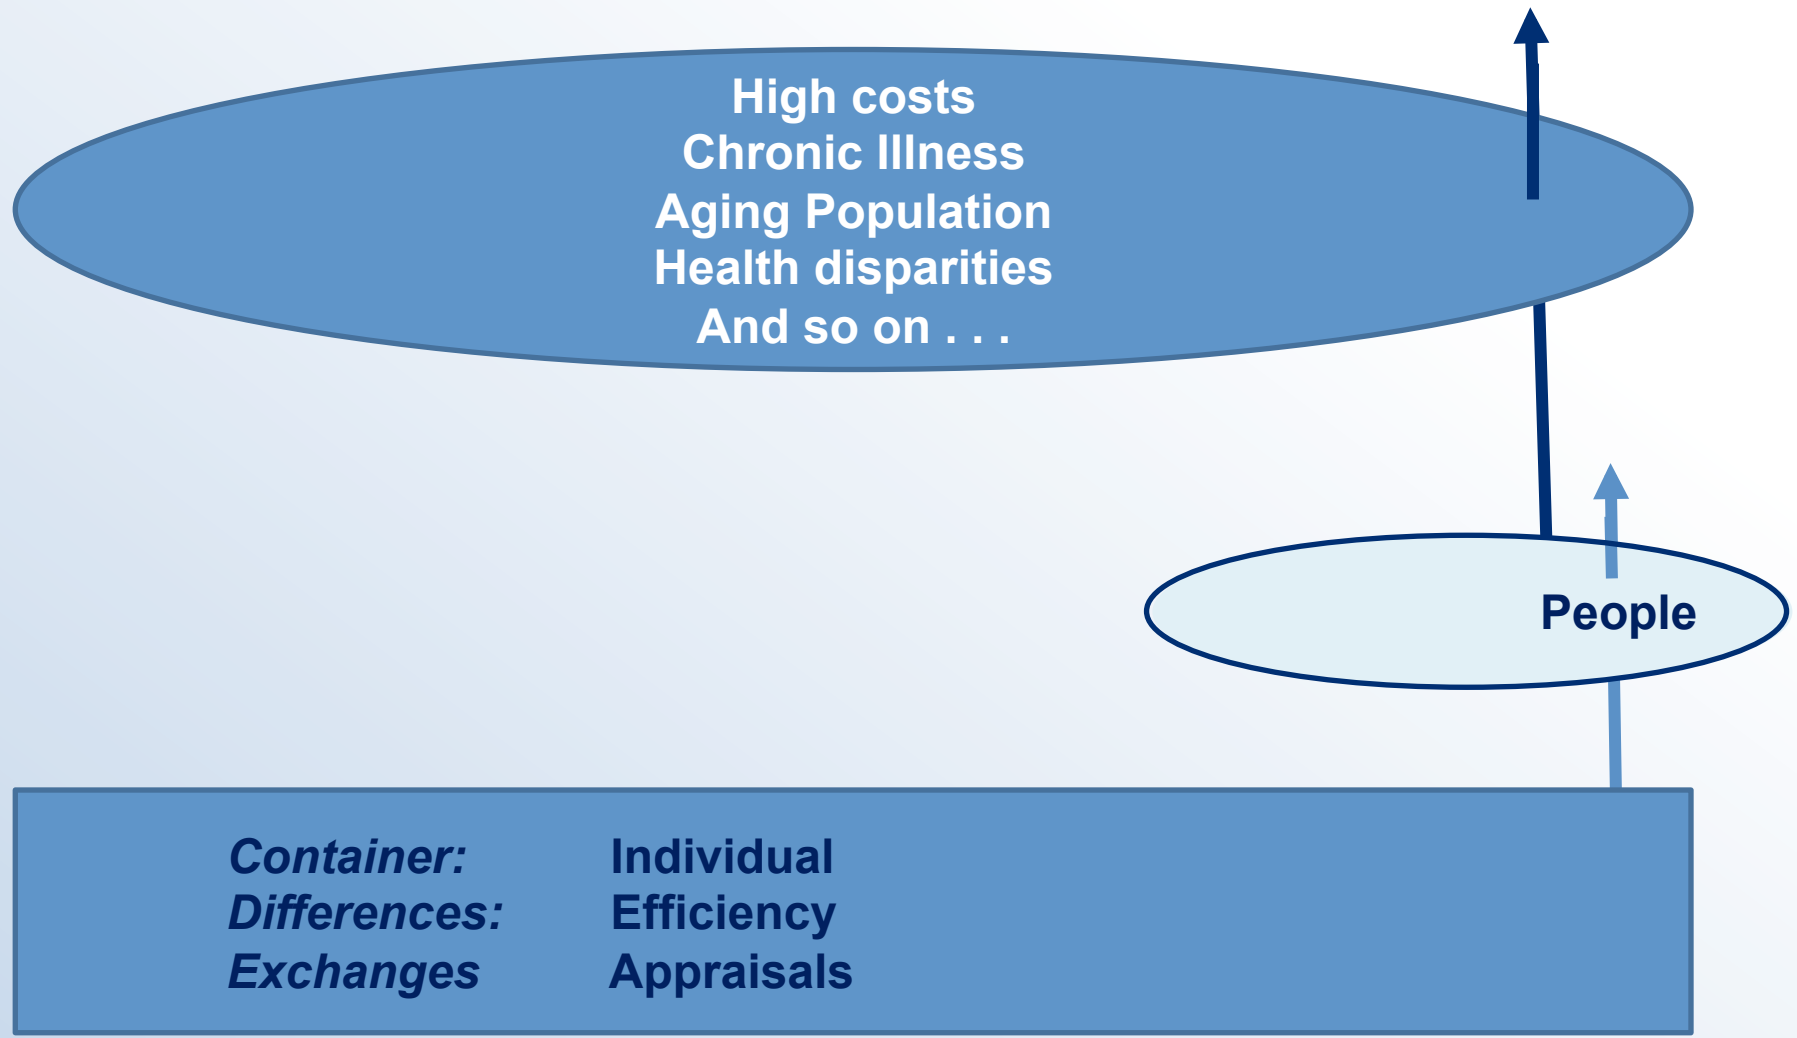 High costs
Chronic Illness
Aging Population
Health disparities
And so on . . .
People
Container: Individual
Differences: Efficiency
Exchanges Appraisals